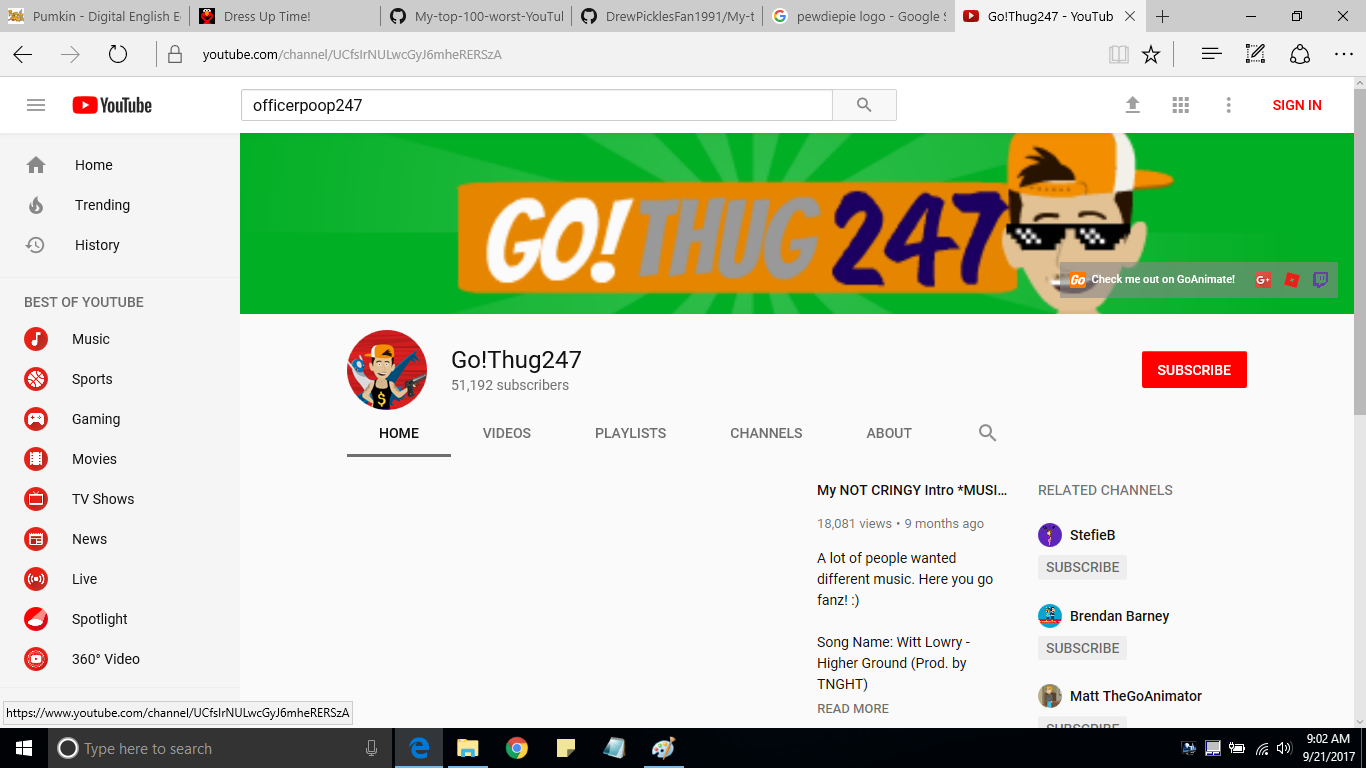 Pumkin - Digital English E
Dress Up Time!
My-top-100-worst-YouTul
DrewPicklesFan1991/My-t
pewdiepie logo - Google S
Go!Thug247 - YouTub
youtube.com/channel/UCfsIrNULwcGyJ6mheRERSzA
YouTube
officerpoop247
SIGN IN
Home
Trending
History
BEST OF YOUTUBE
Music
Sports
Gaming
Movies
TV Shows
News
Live
Spotlight
360° Video
GO! THUG 247
Go Check me out on GoAnimate! G+
Go!Thug247
51,192 subscribers
SUBSCRIBE
HOME VIDEOS PLAYLISTS CHANNELS ABOUT
My NOT CRINGY Intro *MUSI...
18,081 views • 9 months ago
A lot of people wanted
different music. Here you go
fanz! :)
Song Name: Witt Lowry -
Higher Ground (Prod. by
TNGHT)
READ MORE
RELATED CHANNELS
StefieB
SUBSCRIBE
Brendan Barney
SUBSCRIBE
Matt TheGoAnimator
SUBSCRIBE
https://www.youtube.com/channel/UCfsIrNULwcGyJ6mheRERSzA
Type here to search
9:02 AM
9/21/2017